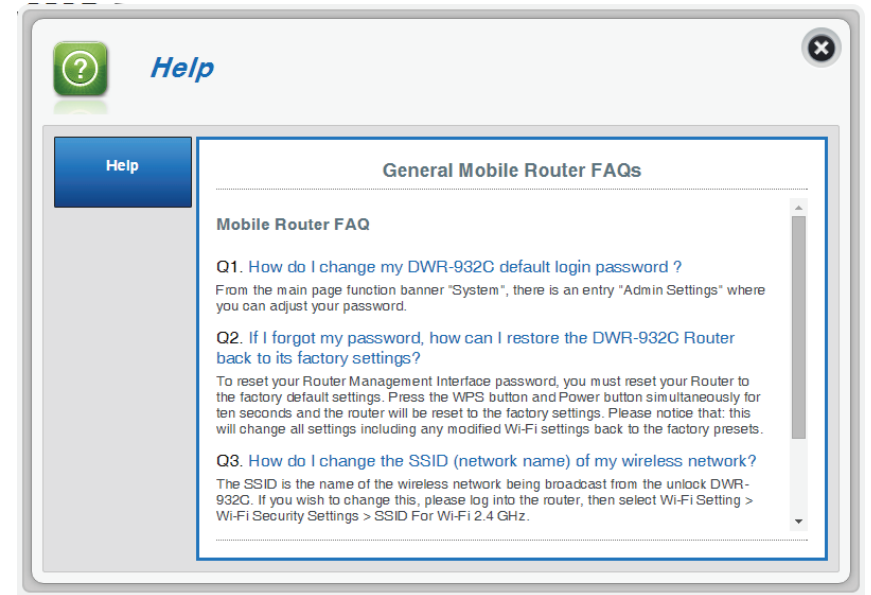 Help
Help
General Mobile Router FAQs
Mobile Router FAQ
Q1. How do I change my DWR-932C default login password ?
From the main page function banner "System", there is an entry "Admin Settings" where
you can adjust your password.
Q2. If I forgot my password, how can I restore the DWR-932C Router
back to its factory settings?
To reset your Router Management Interface password, you must reset your Router to
the factory default settings. Press the WPS button and Power button simultaneously for
ten seconds and the router will be reset to the factory settings. Please notice that: this
will change all settings including any modified Wi-Fi settings back to the factory presets.
Q3. How do I change the SSID (network name) of my wireless network?
The SSID is the name of the wireless network being broadcast from the unlock DWR-
932C. If you wish to change this, please log into the router, then select Wi-Fi Setting >
Wi-Fi Security Settings > SSID For Wi-Fi 2.4 GHz.